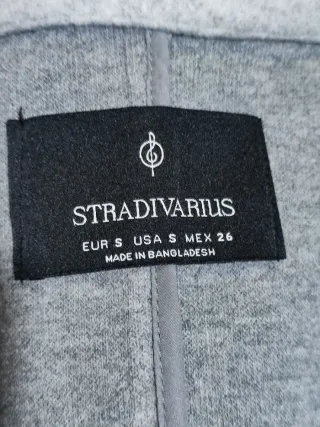 STRADIVARIUS
EUR S USA S MEX 26
MADE IN BANGLADESH